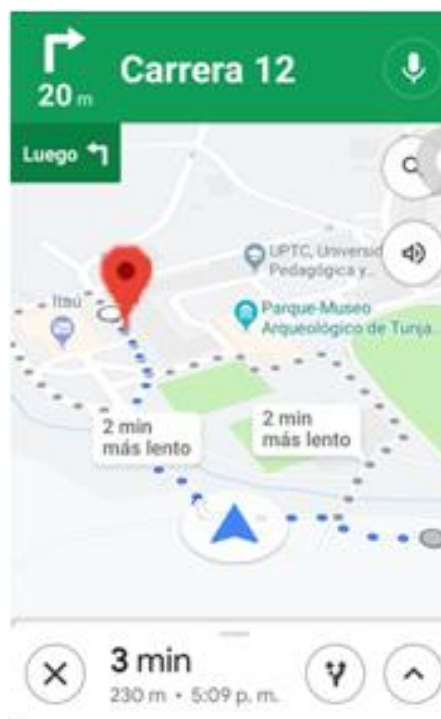 Carrera 12
20 m
Luego
UPTC, Universid
Pedagógica y...
Itaú
Parque-Museo
Arqueológico de Tunja
2 min
más lento
2 min
más lento
3 min
230 m • 5:09 p. m.